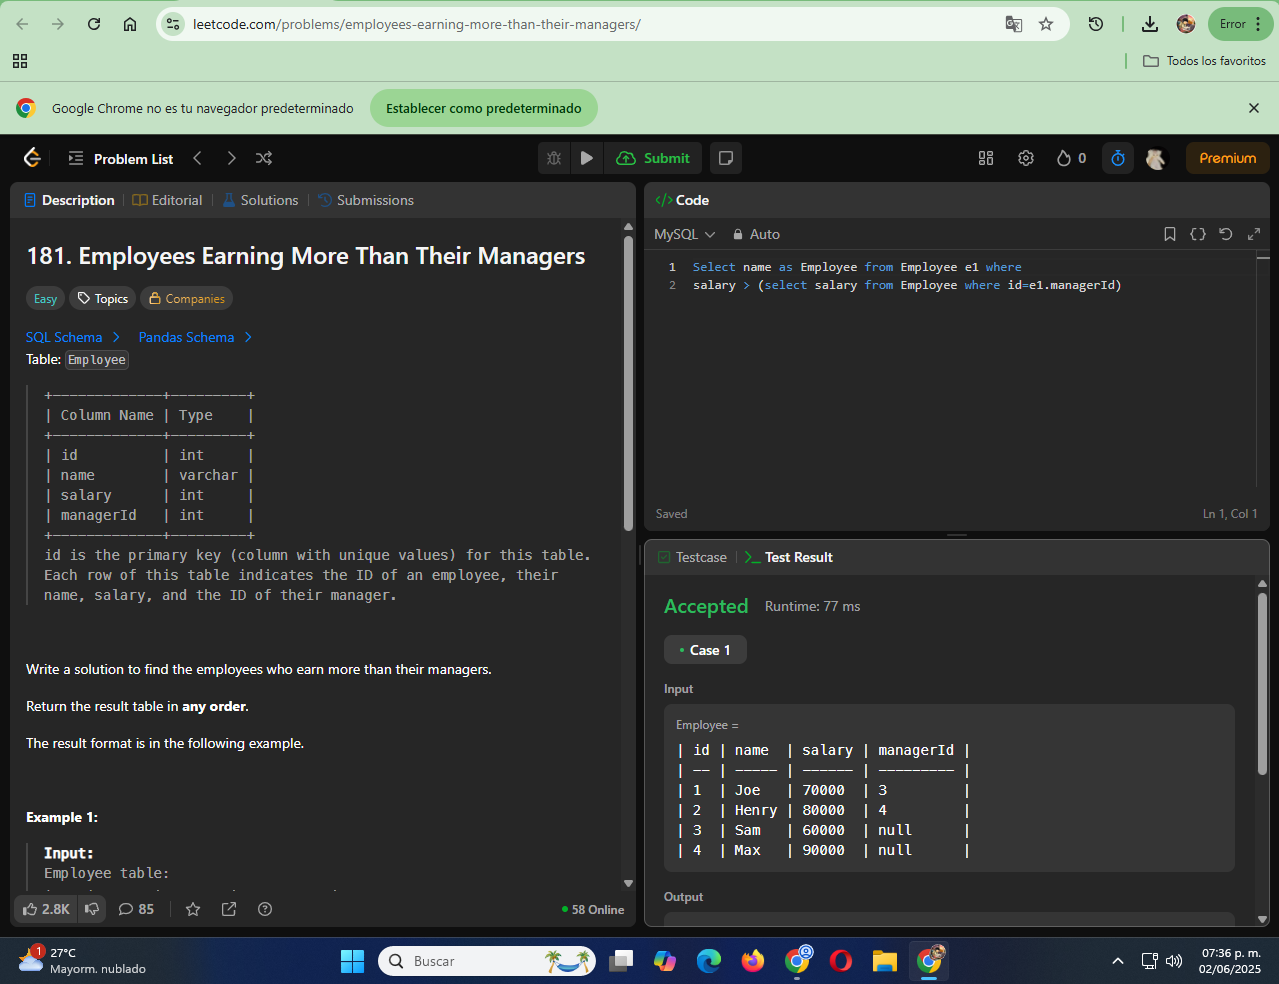 leetcode.com/problems/employees-earning-more-than-their-managers/
Error
Todos los favoritos
Google Chrome no es tu navegador predeterminado
Establecer como predeterminado
Problem List
Submit
0
Premium
Description
Editorial
Solutions
Submissions
181. Employees Earning More Than Their Managers
Easy
Topics
Companies
SQL Schema
Pandas Schema
Table: Employee
+-------------+---------+
| Column Name | Type    |
+-------------+---------+
| id          | int     |
| name        | varchar |
| salary      | int     |
| managerId   | int     |
+-------------+---------+
id is the primary key (column with unique values) for this table.
Each row of this table indicates the ID of an employee, their
name, salary, and the ID of their manager.
Write a solution to find the employees who earn more than their managers.
Return the result table in any order.
The result format is in the following example.
Example 1:
Input:
Employee table:
2.8K
85
58 Online
</> Code
MySQL
Auto
1 Select name as Employee from Employee e1 where
2 salary > (select salary from Employee where id=e1.managerId)
Saved
Ln 1, Col 1
Testcase
Test Result
Accepted
Runtime: 77 ms
Case 1
Input
Employee =
| id | name  | salary | managerId |
| -- | ----- | ------ | --------- |
| 1  | Joe   | 70000  | 3         |
| 2  | Henry | 80000  | 4         |
| 3  | Sam   | 60000  | null      |
| 4  | Max   | 90000  | null      |
Output
1
27°C
Mayorm. nublado
Buscar
07:36 p. m.
02/06/2025